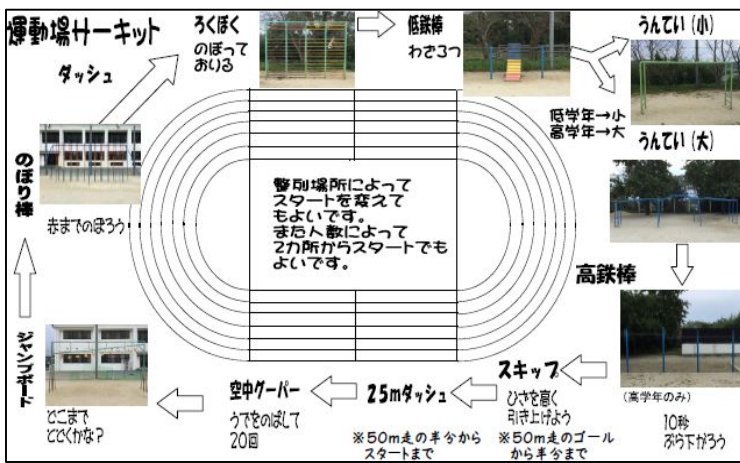 運動場サーキット
ダッシュ
ろくぼく
のぼって
おりる
低鉄棒
わざ3つ
うんてい(小)
低学年→小
高学年→大
うんてい(大)
高鉄棒
(高学年のみ)
10秒
ぶら下がろう
スキップ
ひざを高く
引き上げよう
※50m走のゴール
から半分まで
25mダッシュ
※50m走の半分から
スタートまで
空中グーパー
うでをのばして
20回
ジャンプボード
どこまで
とどくかな?
のぼり棒
赤までのぼろう
整列場所によって
スタートを変えて
もよいです。
また人数によって
2カ所からスタートでも
よいです。